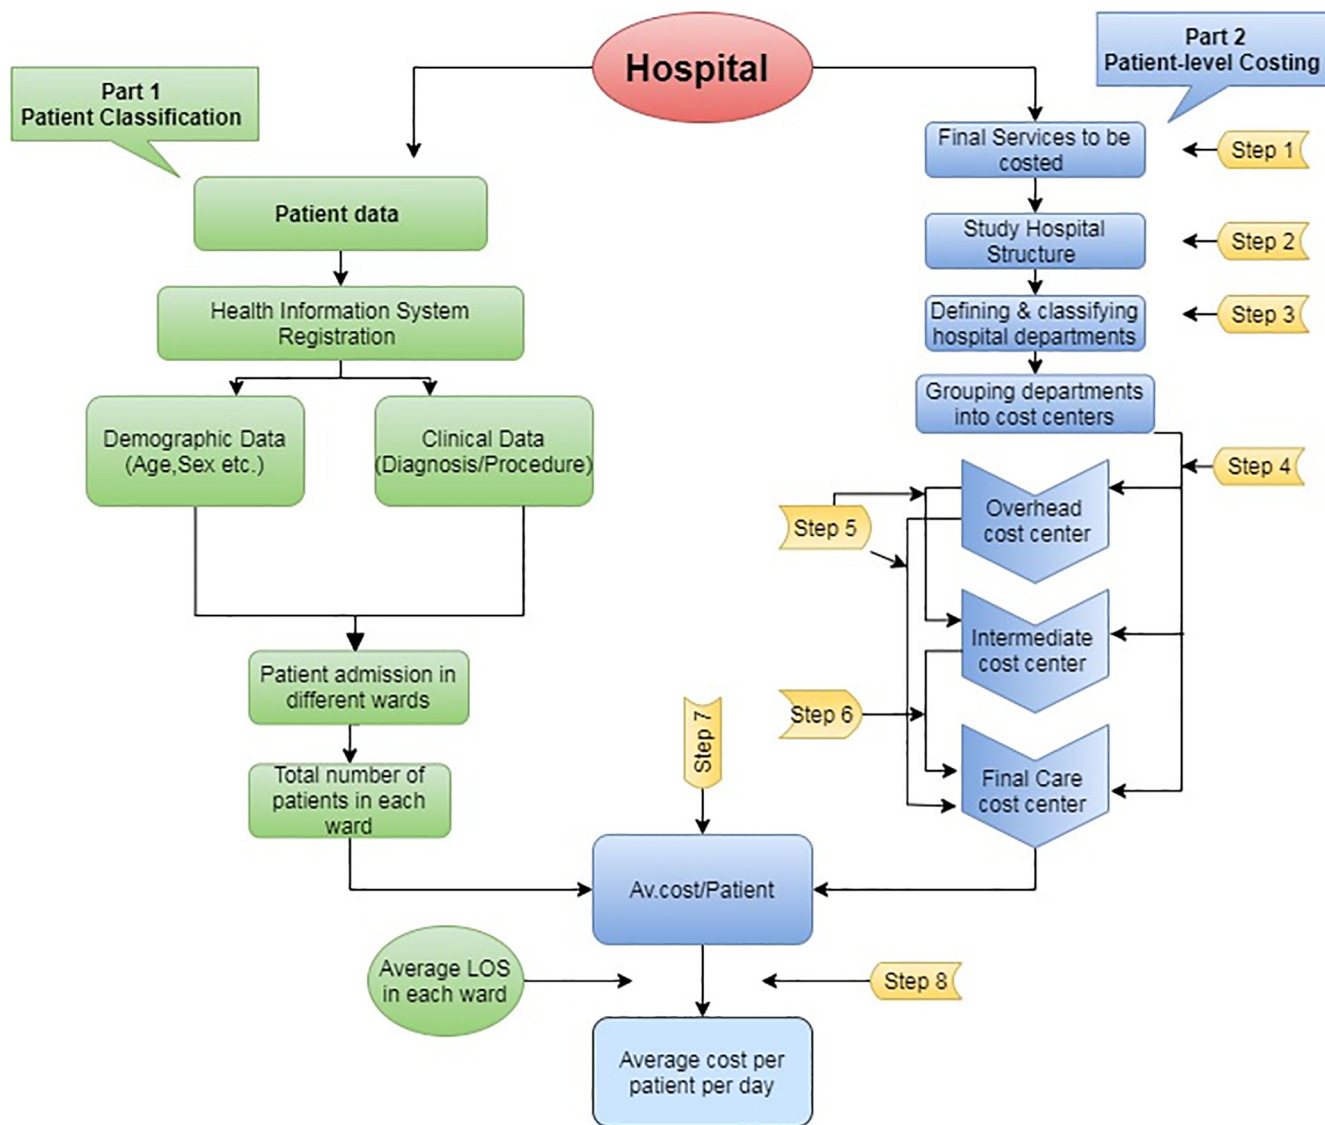 Hospital
Part 1
Patient Classification
Part 2
Patient-level Costing
Patient data
Health Information System
Registration
Demographic Data
(Age,Sex etc.)
Clinical Data
(Diagnosis/Procedure)
Patient admission in
different wards
Total number of
patients in each
ward
Final Services to be
costed
Step 1
Study Hospital
Structure
Step 2
Defining & classifying
hospital departments
Step 3
Grouping departments
into cost centers
Step 4
Overhead
cost center
Step 5
Intermediate
cost center
Step 6
Final Care
cost center
Step 7
Av.cost/Patient
Average LOS
in each ward
Step 8
Average cost per
patient per day